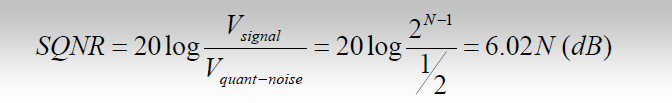 SQNR = 20 log V_signal / V_quant−noise = 20 log 2^(N−1) / (1/2) = 6.02N (dB)